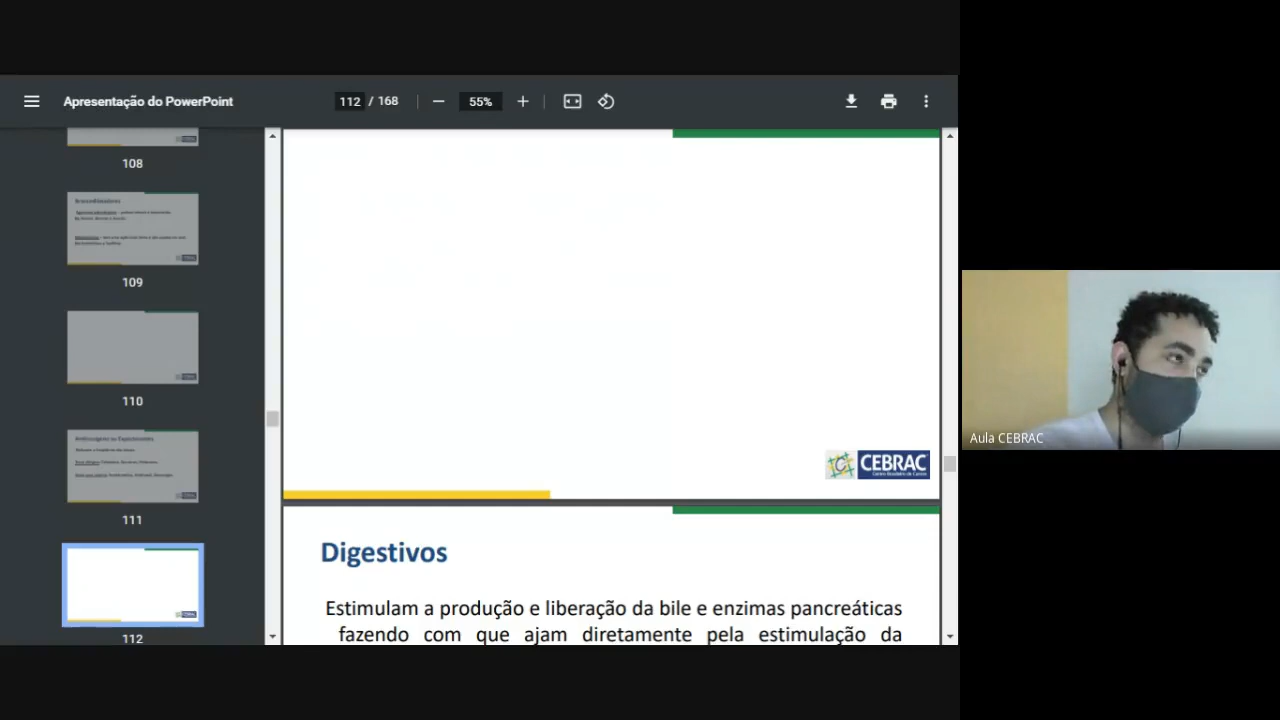 Apresentação do PowerPoint
112 / 168
55%
108
109
110
111
112
CEBRAC
Digestivos
Estimulam a produção e liberação da bile e enzimas pancreáticas
fazendo com que ajam diretamente pela estimulação da
Aula CEBRAC